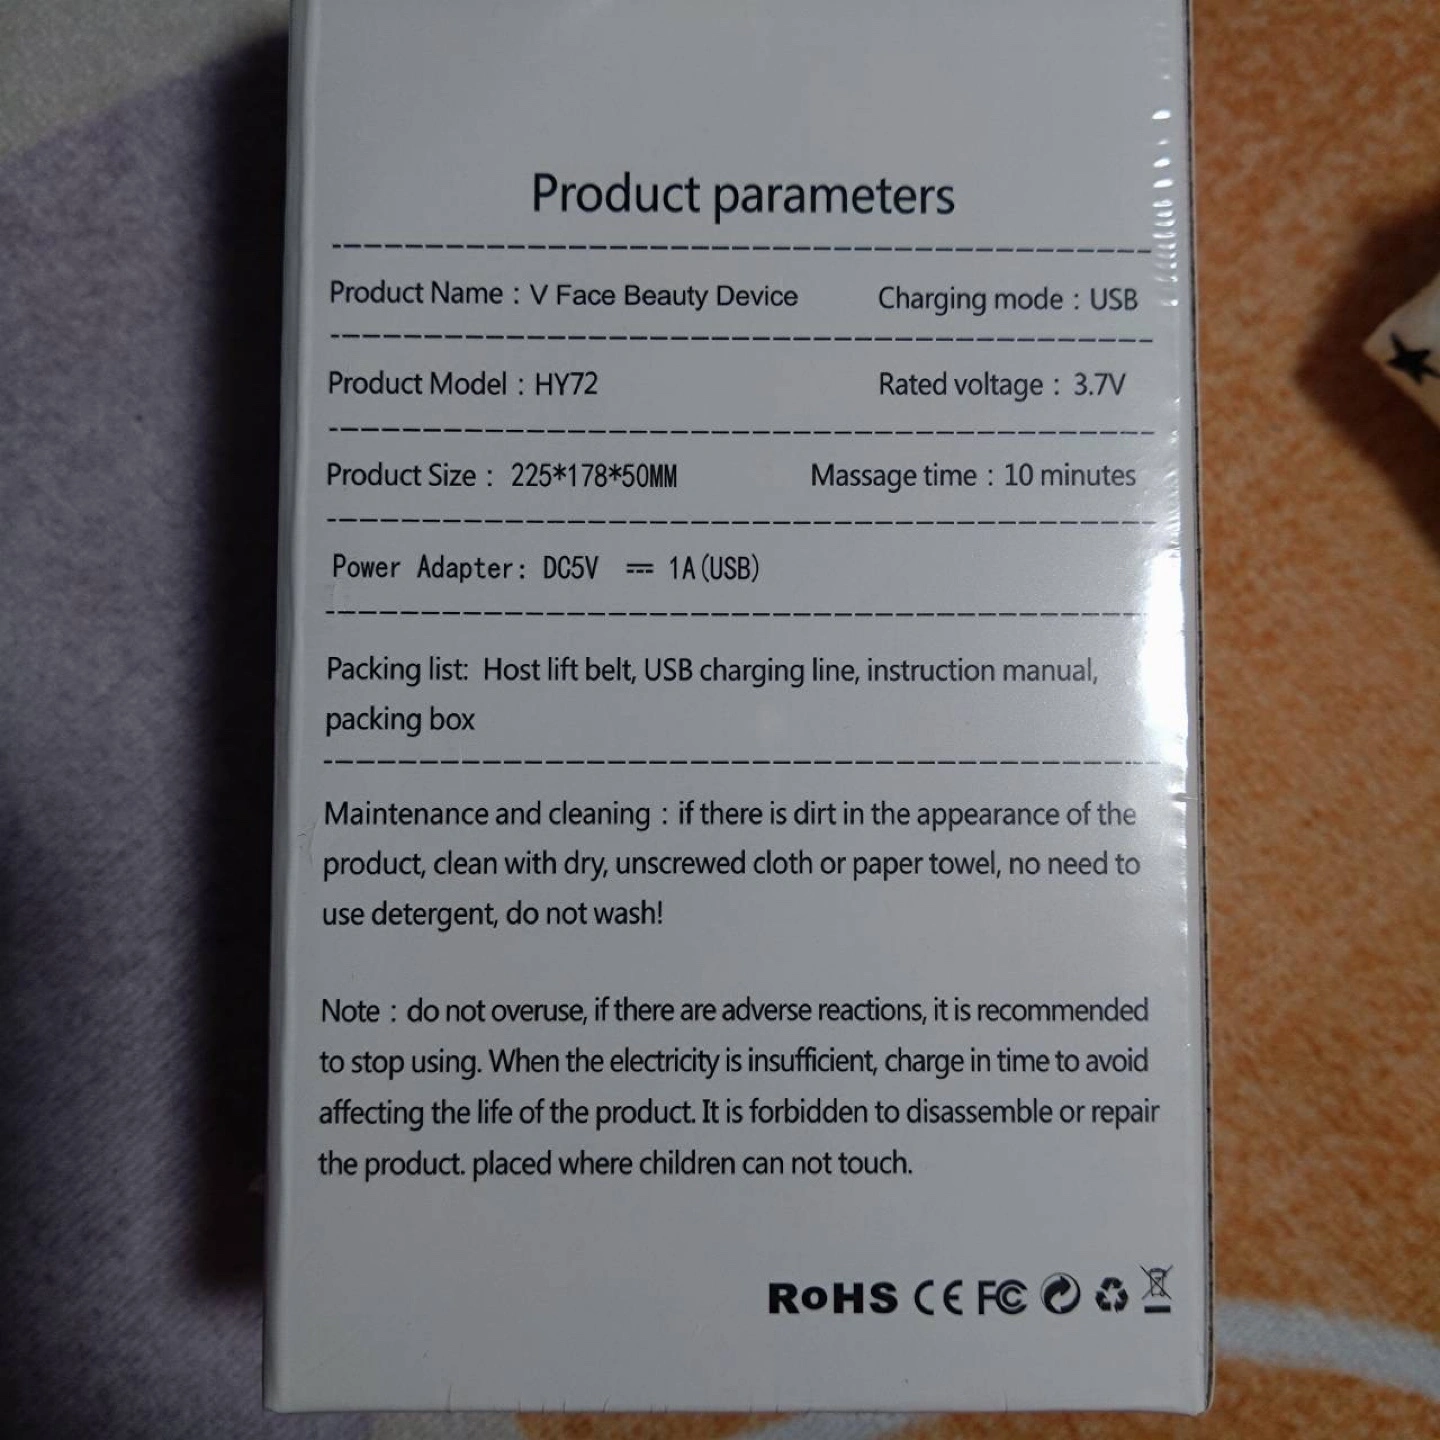 Product parameters
Product Name : V Face Beauty Device Charging mode : USB
Product Model : HY72 Rated voltage : 3.7V
Product Size : 225*178*50MM Massage time : 10 minutes
Power Adapter: DC5V ⎓ 1A(USB)
Packing list: Host lift belt, USB charging line, instruction manual,
packing box
Maintenance and cleaning : if there is dirt in the appearance of the
product, clean with dry, unscrewed cloth or paper towel, no need to
use detergent, do not wash!
Note : do not overuse, if there are adverse reactions, it is recommended
to stop using. When the electricity is insufficient, charge in time to avoid
affecting the life of the product. It is forbidden to disassemble or repair
the product. placed where children can not touch.
RoHS CE FC